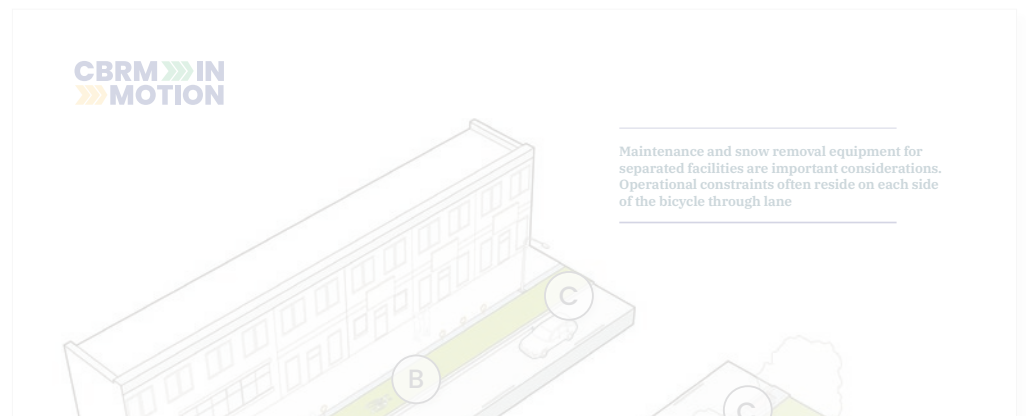 CBRM IN
MOTION
Maintenance and snow removal equipment for
separated facilities are important considerations.
Operational constraints often reside on each side
of the bicycle through lane
C
B
C